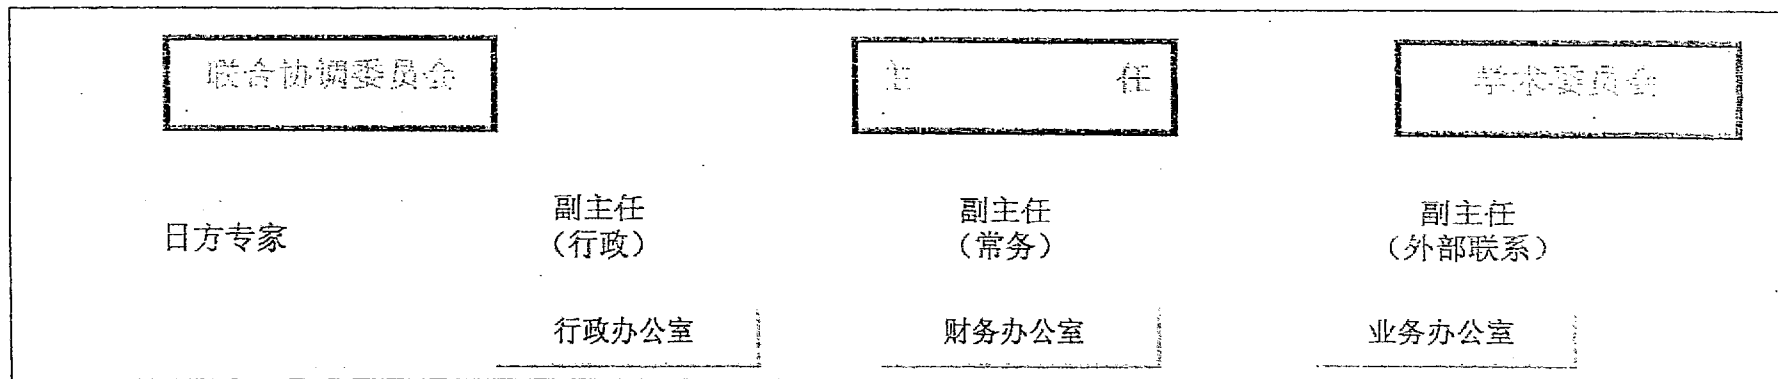 联合协调委员会
主 任
学术委员会
日方专家
副主任
（行政）
副主任
（常务）
副主任
（外部联系）
行政办公室
财务办公室
业务办公室